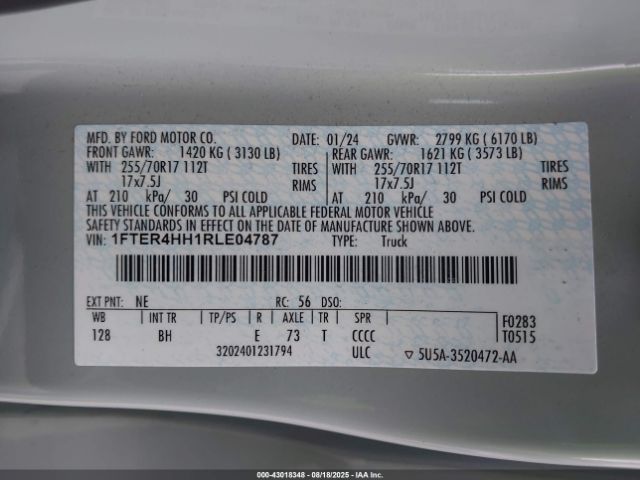 MFD. BY FORD MOTOR CO. DATE: 01/24 GVWR: 2799 KG ( 6170 LB)
FRONT GAWR: 1420 KG ( 3130 LB) REAR GAWR: 1621 KG ( 3573 LB)
WITH 255/70R17 112T TIRES WITH 255/70R17 112T TIRES
17x7.5J RIMS 17x7.5J RIMS
AT 210 kPa/ 30 PSI COLD AT 210 kPa/ 30 PSI COLD
THIS VEHICLE CONFORMS TO ALL APPLICABLE FEDERAL MOTOR VEHICLE
SAFETY STANDARDS IN EFFECT ON THE DATE OF MANUFACTURE SHOWN ABOVE.
VIN: 1FTER4HH1RLE04787 TYPE: Truck
EXT PNT: NE RC: 56 DSO:
WB INT TR TP/PS R AXLE TR SPR F0283
128 BH E 73 T CCCC T0515
3202401231794 ULC ▽ 5U5A-3520472-AA
000-43018348 - 08/18/2025 - IAAI.COM